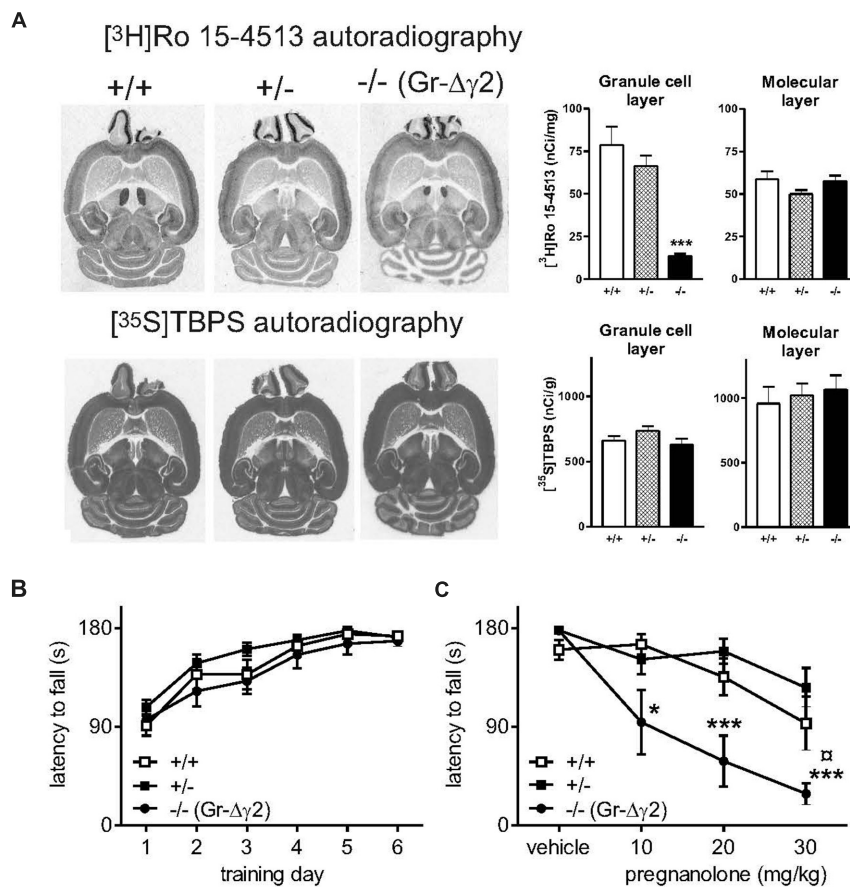 A
[³H]Ro 15-4513 autoradiography
+/+ +/- -/- (Gr-Δγ2)
Granule cell layer
[³H]Ro 15-4513 (nCi/mg)
100
75
50
25
0
***
+/+ +/- -/-
Molecular layer
100
75
50
25
0
+/+ +/- -/-
[³⁵S]TBPS autoradiography
Granule cell layer
[³⁵S]TBPS (nCi/g)
1000
500
0
+/+ +/- -/-
Molecular layer
1000
500
0
+/+ +/- -/-
B
latency to fall (s)
180
90
0
+/+
+/-
-/- (Gr-Δγ2)
1 2 3 4 5 6
training day
C
latency to fall (s)
180
90
0
*
***
¤
***
+/+
+/-
-/- (Gr-Δγ2)
vehicle 10 20 30
pregnanolone (mg/kg)